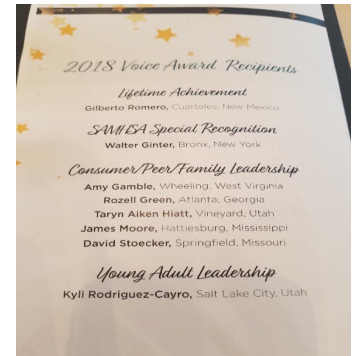 2018 Voice Award Recipients
Lifetime Achievement
Gilberto Romero, Cuarteles, New Mexico
SAMHSA Special Recognition
Walter Ginter, Bronx, New York
Consumer/Peer/Family Leadership
Amy Gamble, Wheeling, West Virginia
Rozell Green, Atlanta, Georgia
Taryn Aiken Hiatt, Vineyard, Utah
James Moore, Hattiesburg, Mississippi
David Stoecker, Springfield, Missouri
Young Adult Leadership
Kyli Rodriguez-Cayro, Salt Lake City, Utah